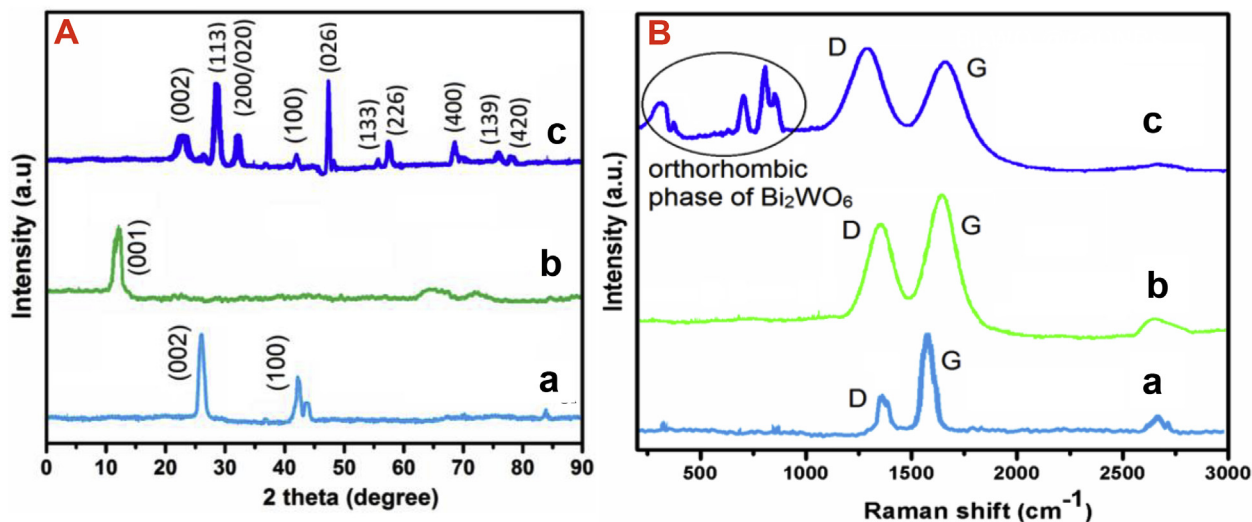 A
(002)
(113)
(200/020)
(100)
(026)
(133)
(226)
(400)
(139)
(420)
c
(001)
b
(002)
(100)
a
Intensity (a.u)
0 10 20 30 40 50 60 70 80 90
2 theta (degree)
B
D
G
c
orthorhombic
phase of Bi₂WO₆
D
G
b
D
G
a
Intensity (a.u.)
500 1000 1500 2000 2500 3000
Raman shift (cm⁻¹)